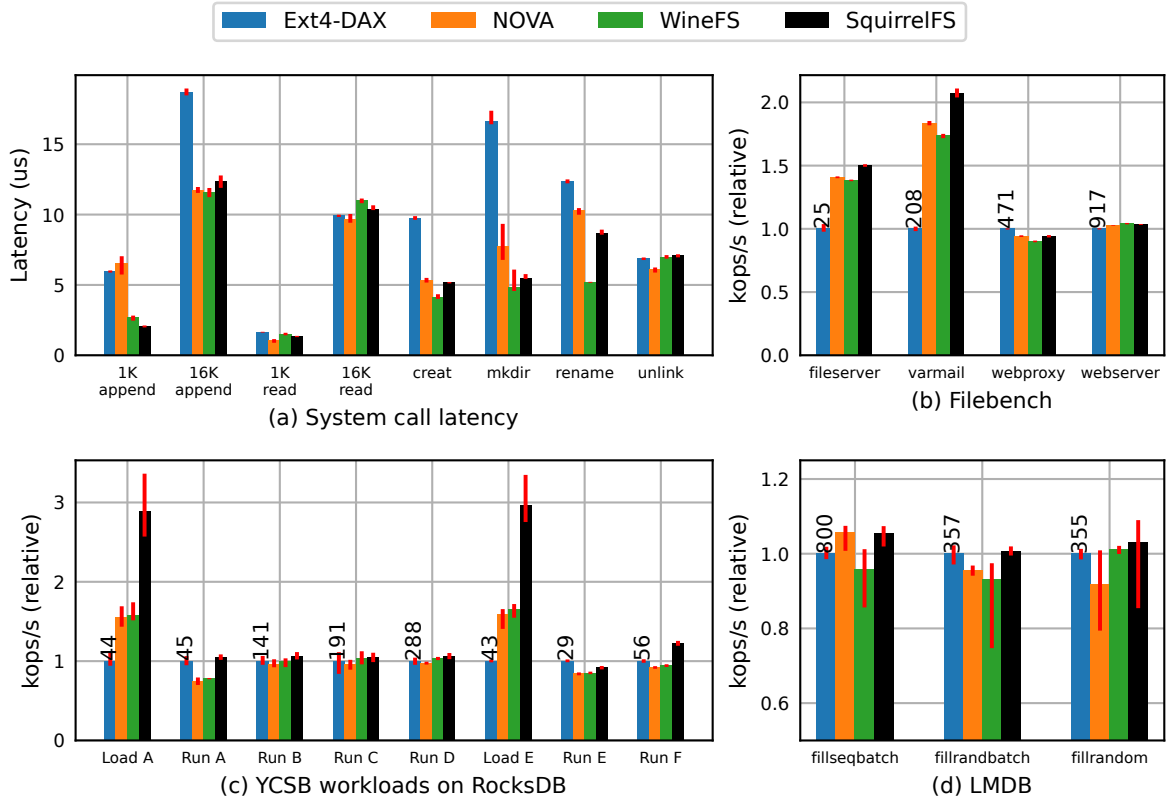 Ext4-DAX NOVA WineFS SquirrelFS
Latency (us)
15
10
5
0
1K append 16K append 1K read 16K read creat mkdir rename unlink
(a) System call latency
kops/s (relative)
2.0
1.5
1.0
0.5
0.0
25 208 471 917
fileserver varmail webproxy webserver
(b) Filebench
kops/s (relative)
3
2
1
0
44 45 141 191 288 43 29 56
Load A Run A Run B Run C Run D Load E Run E Run F
(c) YCSB workloads on RocksDB
kops/s (relative)
1.2
1.0
0.8
0.6
800 357 355
fillseqbatch fillrandbatch fillrandom
(d) LMDB